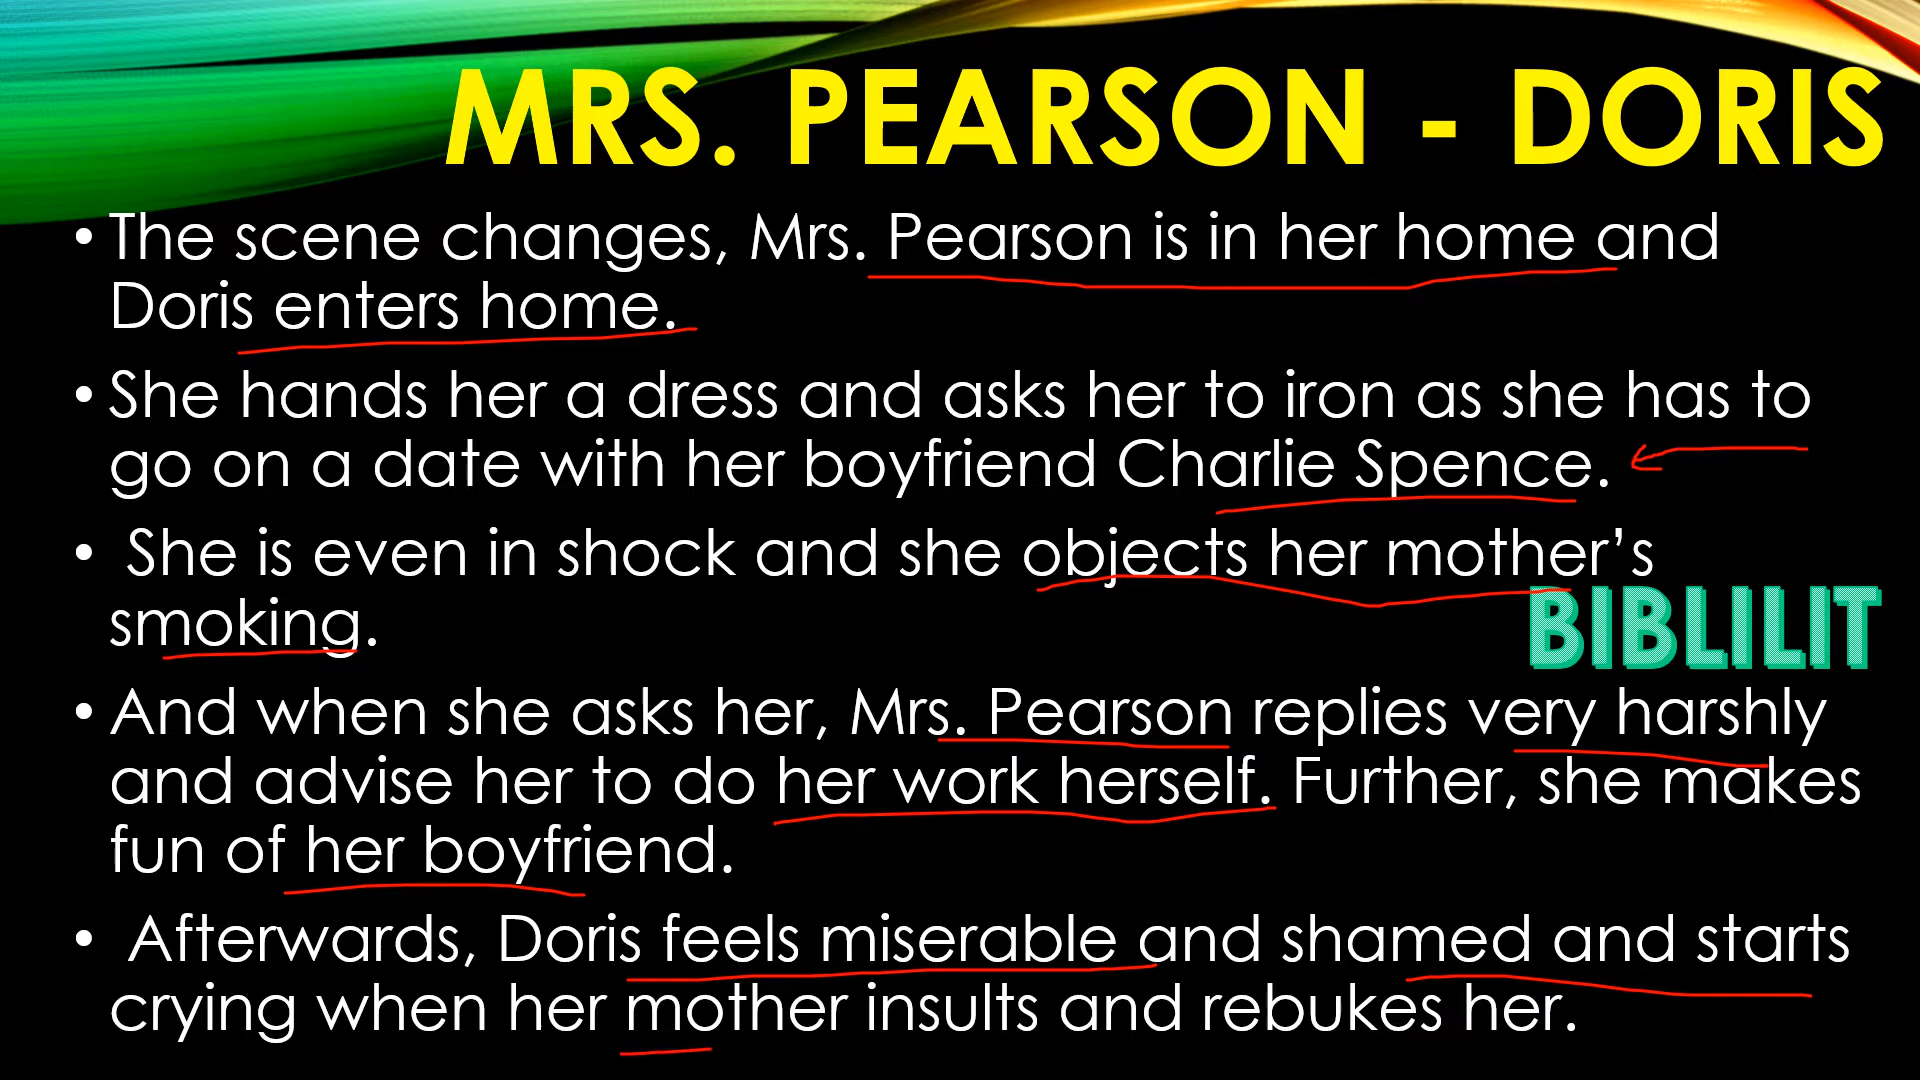 MRS. PEARSON - DORIS
• The scene changes, Mrs. Pearson is in her home and
Doris enters home.
• She hands her a dress and asks her to iron as she has to
go on a date with her boyfriend Charlie Spence.
• She is even in shock and she objects her mother’s
smoking.
BIBLILIT
• And when she asks her, Mrs. Pearson replies very harshly
and advise her to do her work herself. Further, she makes
fun of her boyfriend.
• Afterwards, Doris feels miserable and shamed and starts
crying when her mother insults and rebukes her.